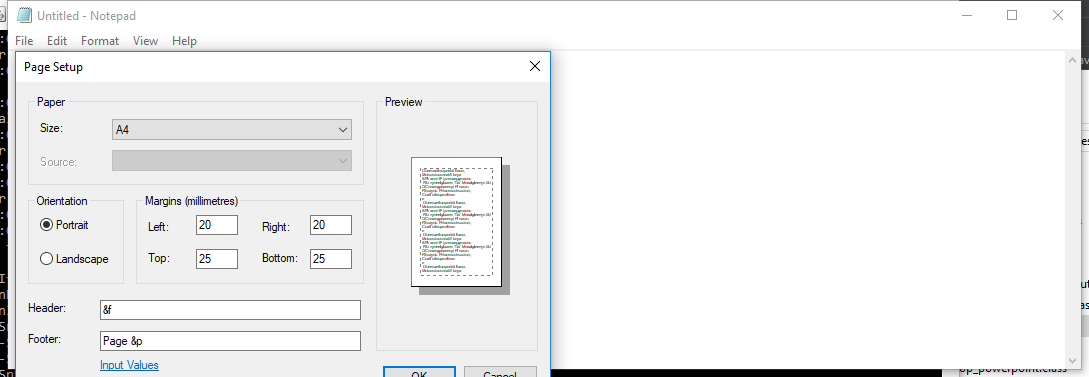 Untitled - Notepad
File Edit Format View Help
Page Setup
Paper
Size: A4
Source:
Orientation
Portrait
Landscape
Margins (millimetres)
Left: 20 Right: 20
Top: 25 Bottom: 25
Header: &f
Footer: Page &p
Input Values
Preview
OK Cancel